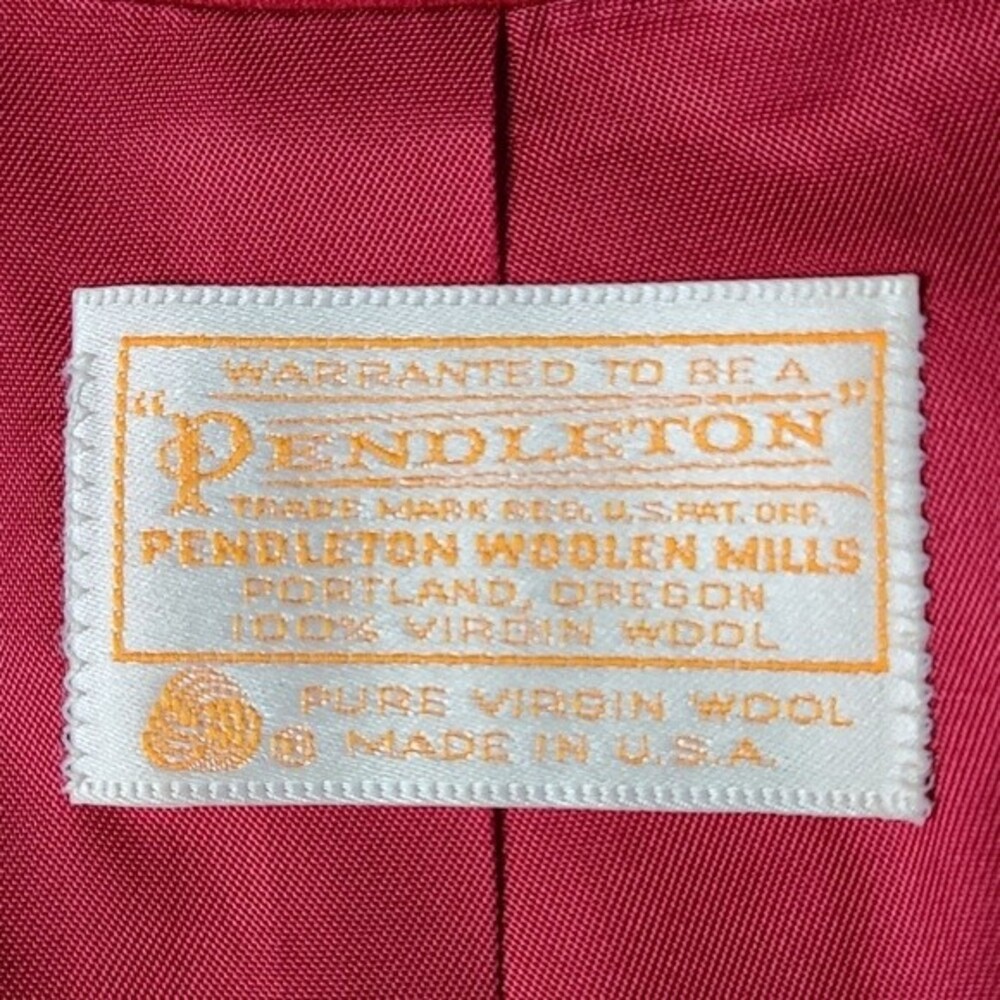 WARRANTED TO BE A
"PENDLETON"
TRADE MARK REG. U.S. PAT. OFF.
PENDLETON WOOLEN MILLS
PORTLAND, OREGON
100% VIRGIN WOOL
PURE VIRGIN WOOL
® MADE IN U.S.A.